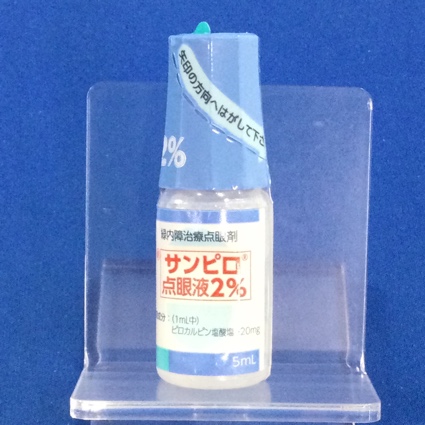 矢印の方向へはがして下さ
2%
緑内障治療点眼剤
サンピロ®
点眼液2%
成分：(1mL中)
ピロカルピン塩酸塩 20mg
5mL